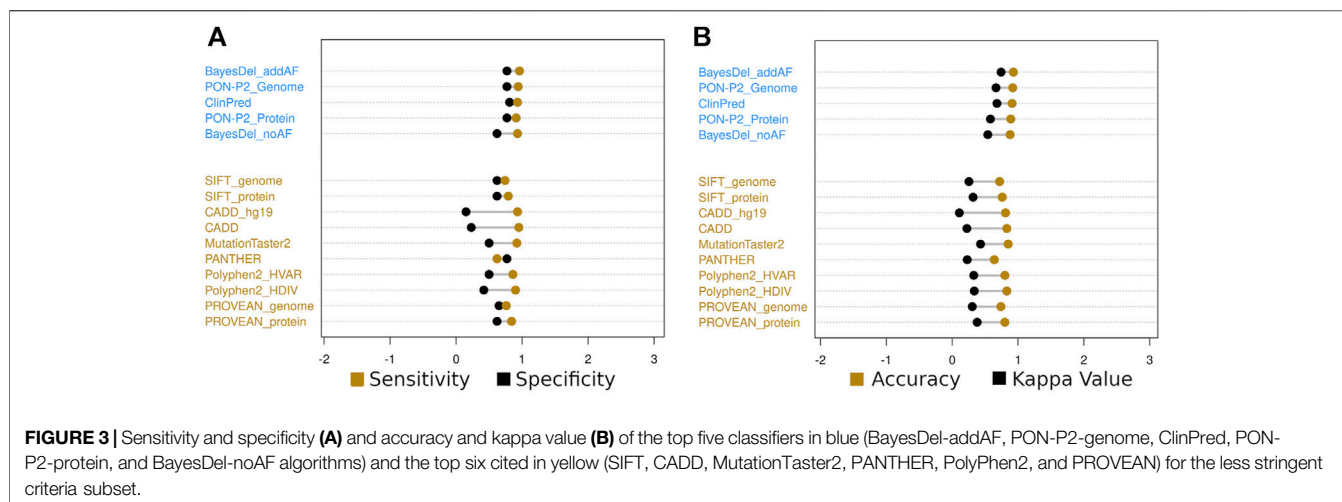 A
BayesDel_addAF
PON-P2_Genome
ClinPred
PON-P2_Protein
BayesDel_noAF
SIFT_genome
SIFT_protein
CADD_hg19
CADD
MutationTaster2
PANTHER
Polyphen2_HVAR
Polyphen2_HDIV
PROVEAN_genome
PROVEAN_protein
-2 -1 0 1 2 3
Sensitivity Specificity
B
BayesDel_addAF
PON-P2_Genome
ClinPred
PON-P2_Protein
BayesDel_noAF
SIFT_genome
SIFT_protein
CADD_hg19
CADD
MutationTaster2
PANTHER
Polyphen2_HVAR
Polyphen2_HDIV
PROVEAN_genome
PROVEAN_protein
-2 -1 0 1 2 3
Accuracy Kappa Value
FIGURE 3 | Sensitivity and specificity (A) and accuracy and kappa value (B) of the top five classifiers in blue (BayesDel-addAF, PON-P2-genome, ClinPred, PON-
P2-protein, and BayesDel-noAF algorithms) and the top six cited in yellow (SIFT, CADD, MutationTaster2, PANTHER, PolyPhen2, and PROVEAN) for the less stringent
criteria subset.